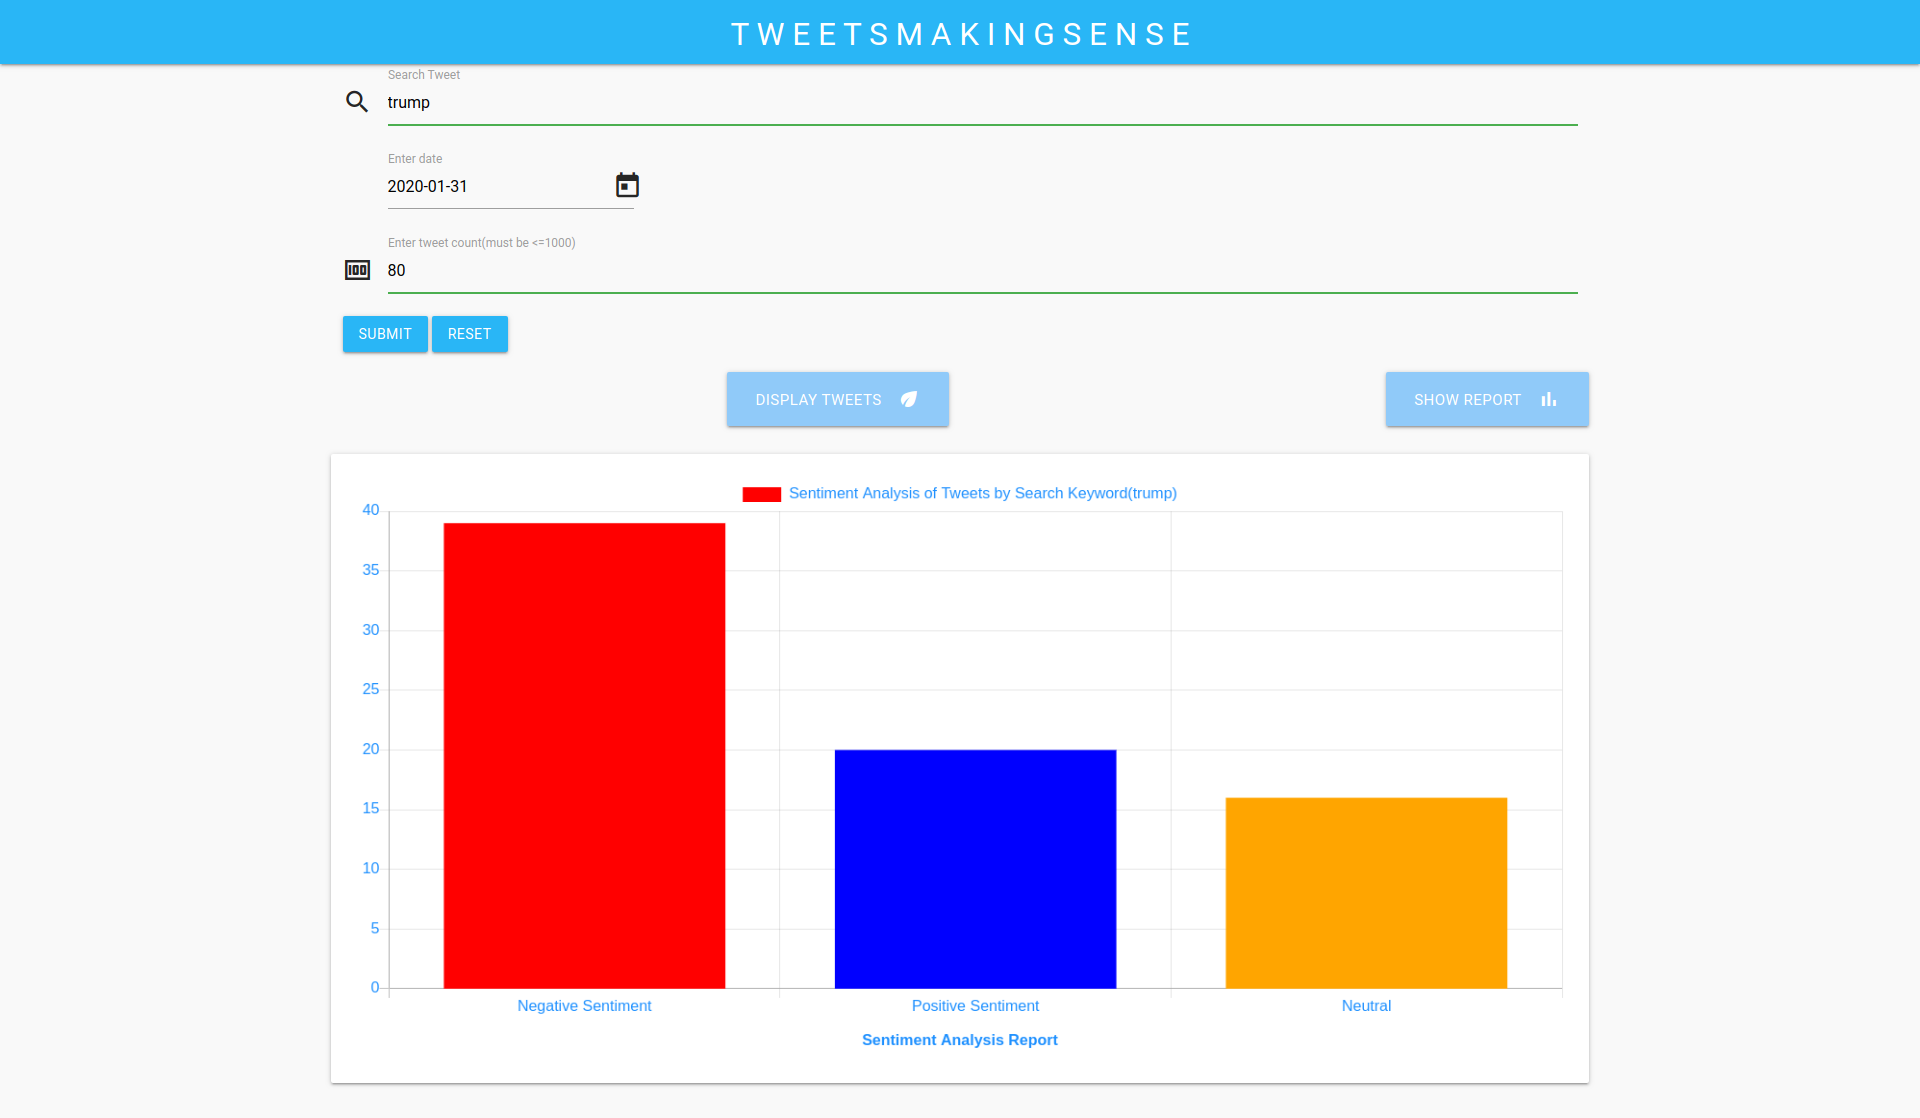 TWEETSMAKINGSENSE
Search Tweet
trump
Enter date
2020-01-31
Enter tweet count(must be <=1000)
100
80
SUBMIT RESET
DISPLAY TWEETS SHOW REPORT
Sentiment Analysis of Tweets by Search Keyword(trump)
40
35
30
25
20
15
10
5
0
Negative Sentiment Positive Sentiment Neutral
Sentiment Analysis Report